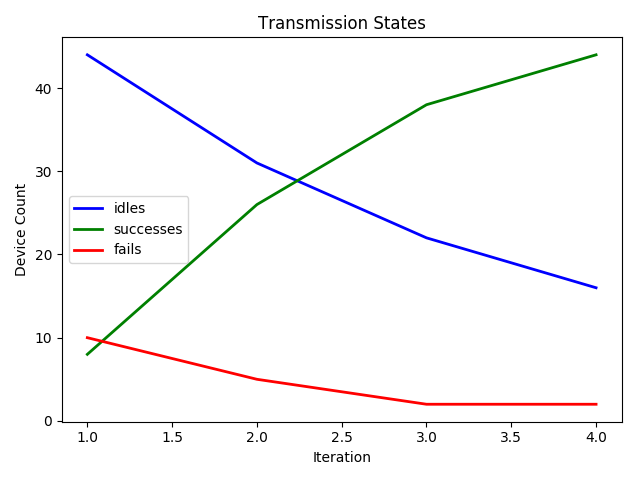 Transmission States
Device Count
40
30
20
10
0
idles
successes
fails
1.0 1.5 2.0 2.5 3.0 3.5 4.0
Iteration